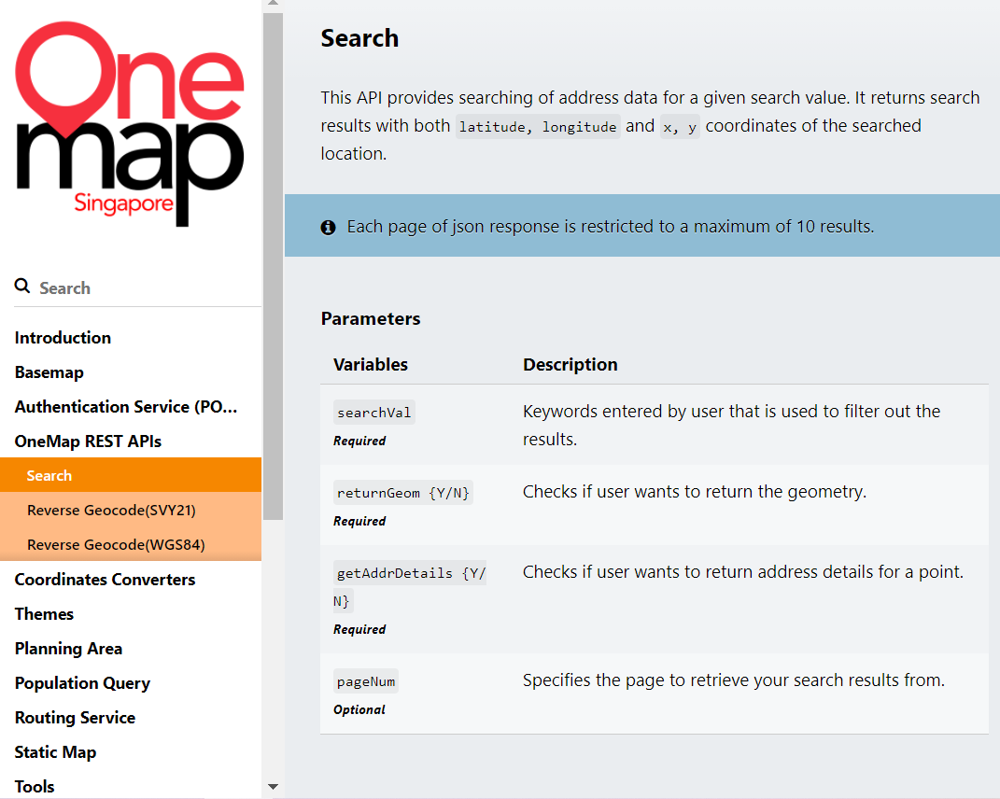 One
map
Singapore
Search
Introduction
Basemap
Authentication Service (PO...
OneMap REST APIs
Search
Reverse Geocode(SVY21)
Reverse Geocode(WGS84)
Coordinates Converters
Themes
Planning Area
Population Query
Routing Service
Static Map
Tools
Search
This API provides searching of address data for a given search value. It returns search
results with both latitude, longitude and x, y coordinates of the searched
location.
Each page of json response is restricted to a maximum of 10 results.
Parameters
Variables Description
searchVal Keywords entered by user that is used to filter out the
Required results.
returnGeom {Y/N} Checks if user wants to return the geometry.
Required
getAddrDetails {Y/ Checks if user wants to return address details for a point.
N}
Required
pageNum Specifies the page to retrieve your search results from.
Optional